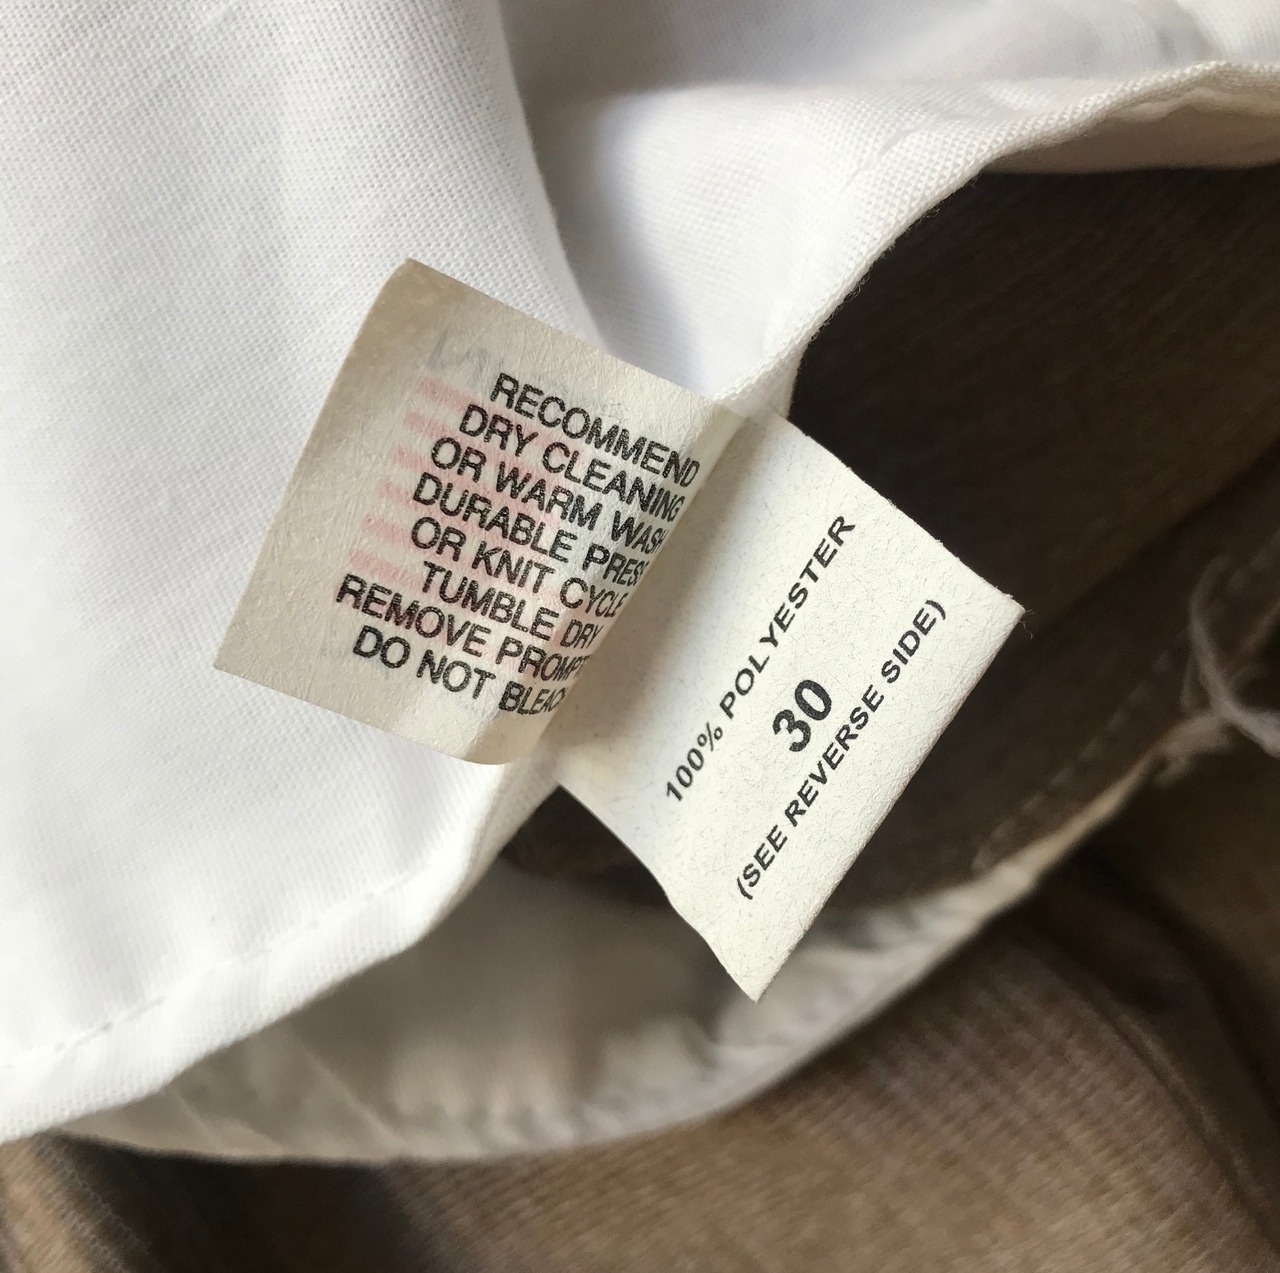 RECOMMEND
DRY CLEANING
OR WARM WASH
DURABLE PRESS
OR KNIT CYCLE
TUMBLE DRY
REMOVE PROMPT
DO NOT BLEACH
100% POLYESTER
30
(SEE REVERSE SIDE)